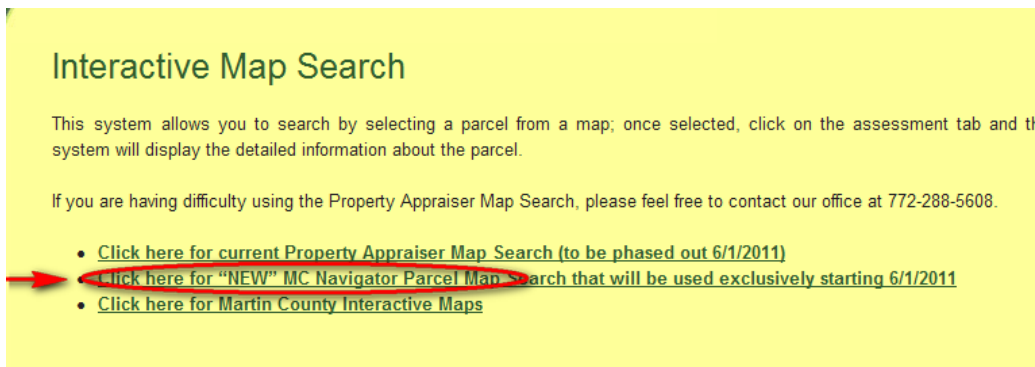 Interactive Map Search
This system allows you to search by selecting a parcel from a map; once selected, click on the assessment tab and
system will display the detailed information about the parcel.
If you are having difficulty using the Property Appraiser Map Search, please feel free to contact our office at 772-288-5608.
Click here for current Property Appraiser Map Search (to be phased out 6/1/2011)
Click here for “NEW” MC Navigator Parcel Map Search that will be used exclusively starting 6/1/2011
Click here for Martin County Interactive Maps